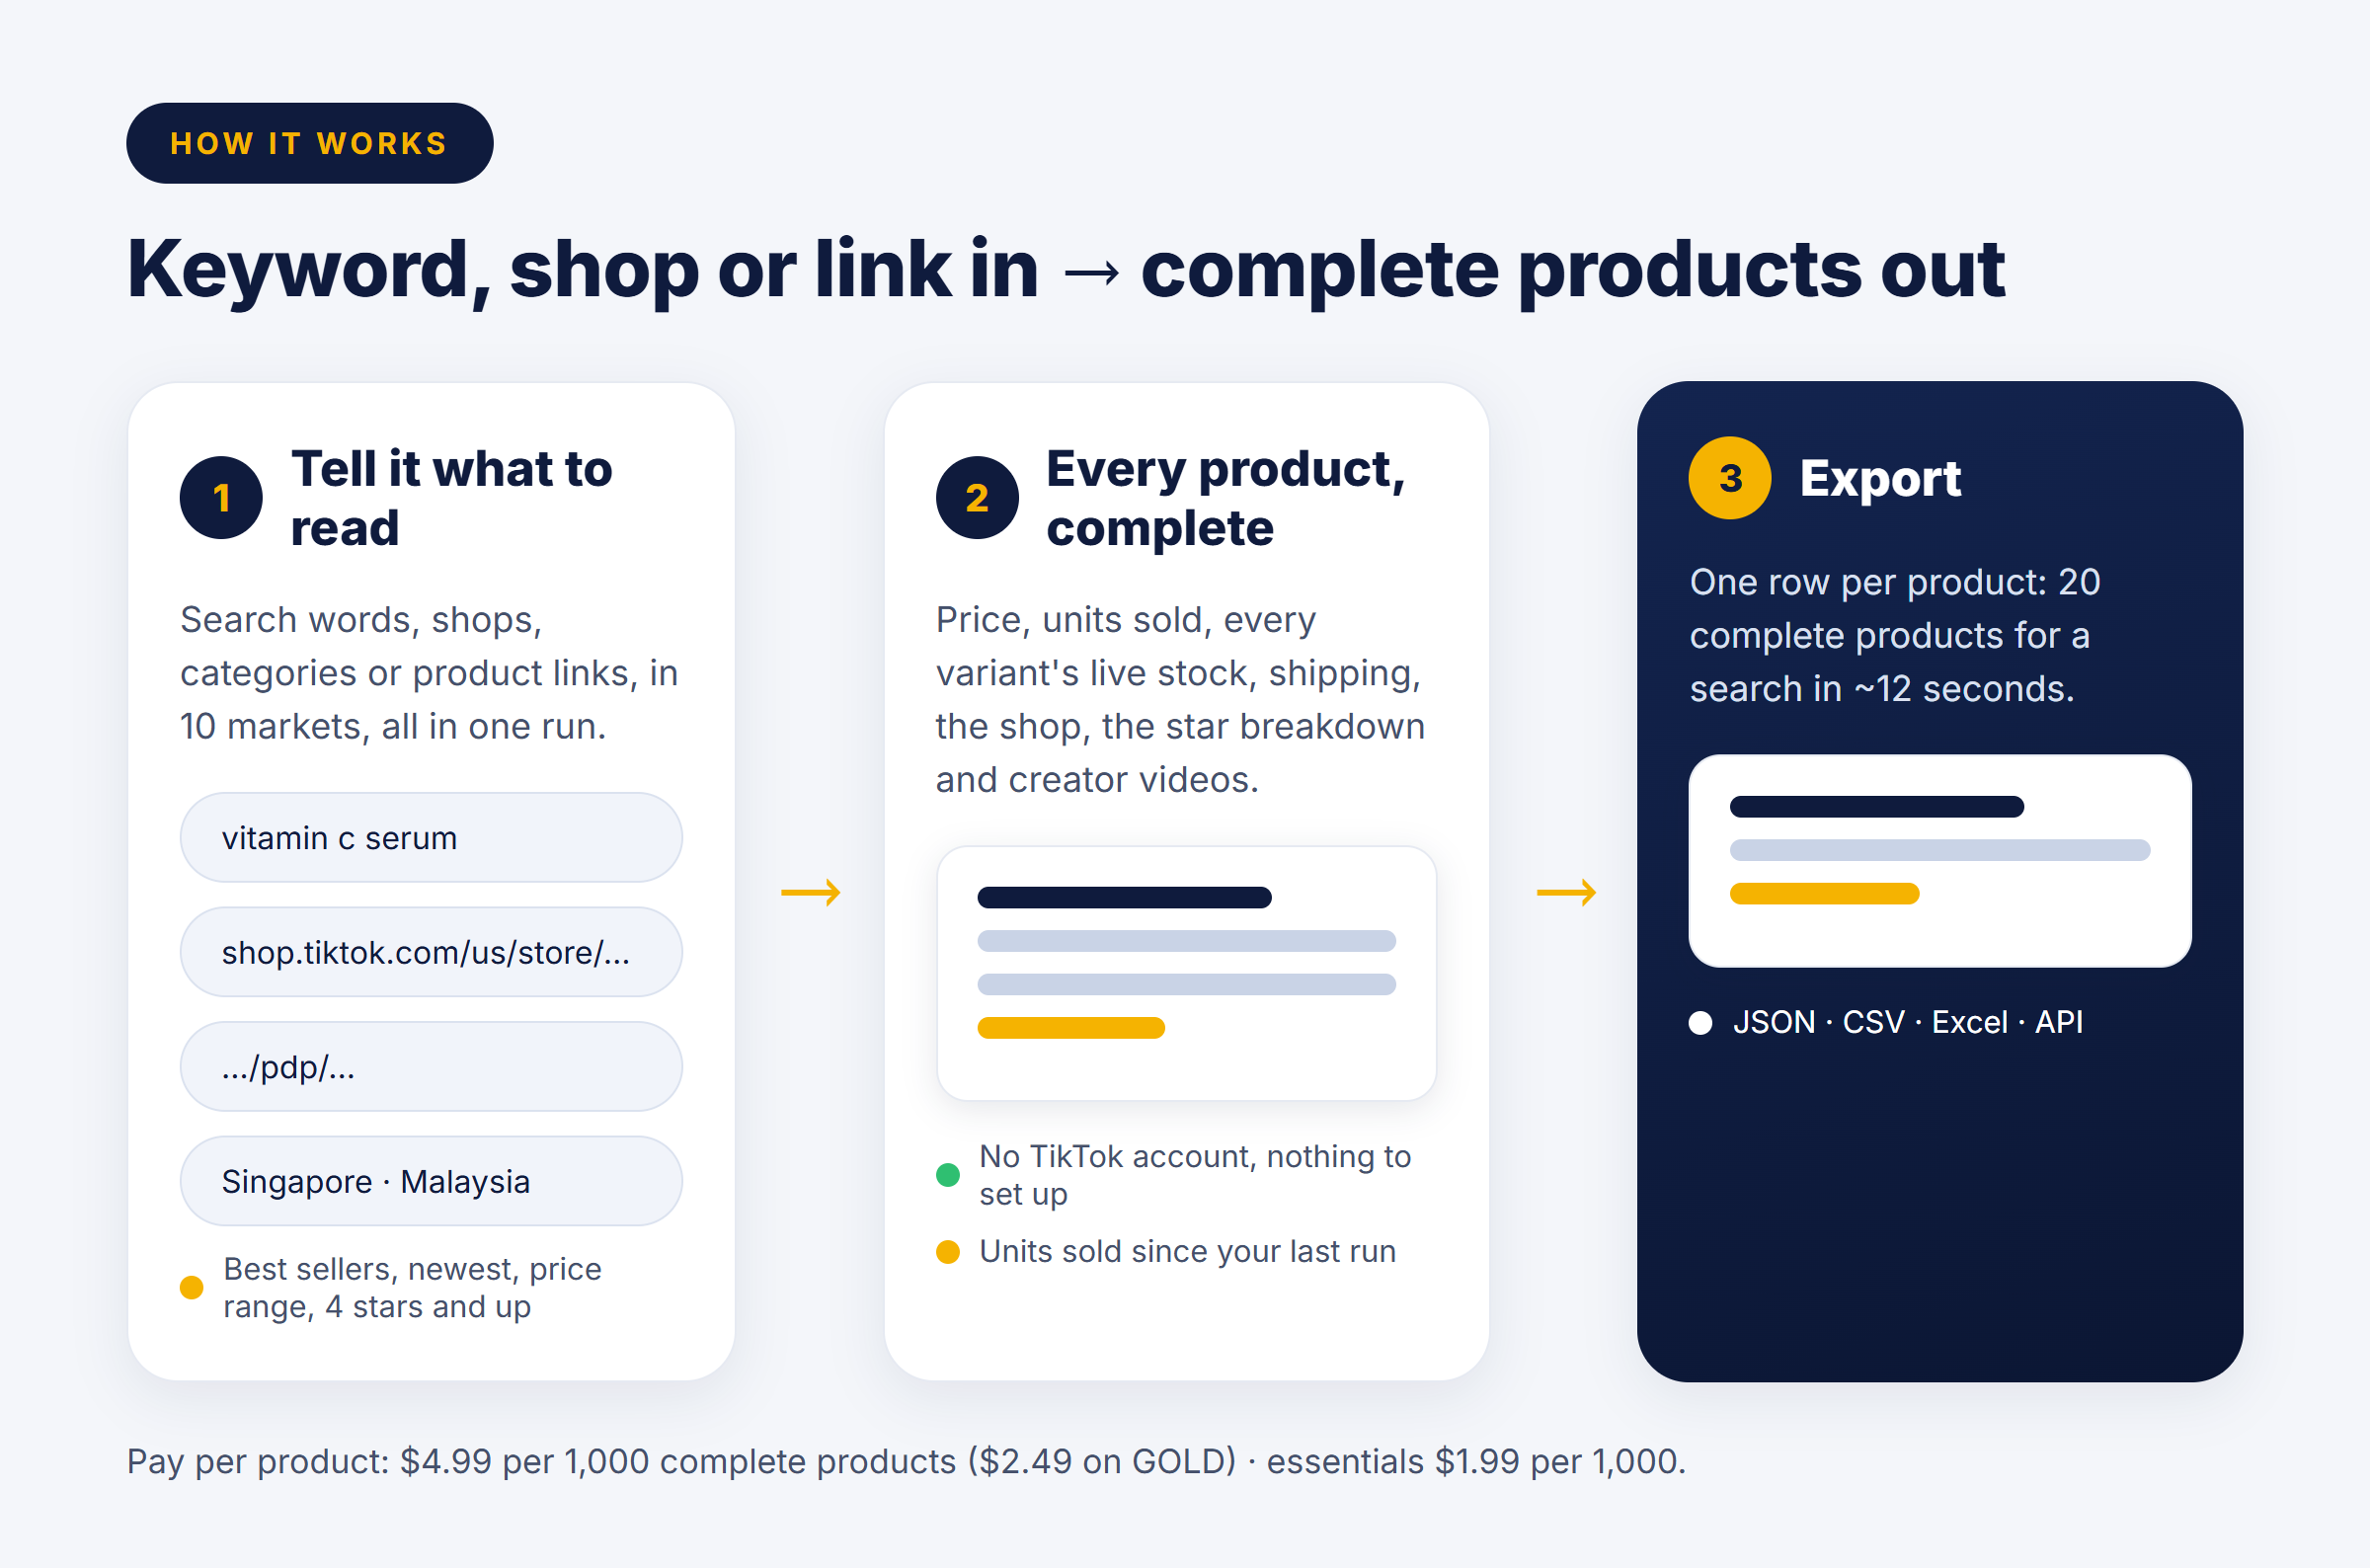 HOW IT WORKS
Keyword, shop or link in → complete products out
1
Tell it what to
read
Search words, shops,
categories or product links, in
10 markets, all in one run.
vitamin c serum
shop.tiktok.com/us/store/...
.../pdp/...
Singapore · Malaysia
Best sellers, newest, price
range, 4 stars and up
→
2
Every product,
complete
Price, units sold, every
variant's live stock, shipping,
the shop, the star breakdown
and creator videos.
No TikTok account, nothing to
set up
Units sold since your last run
→
3
Export
One row per product: 20
complete products for a
search in ~12 seconds.
JSON · CSV · Excel · API
Pay per product: $4.99 per 1,000 complete products ($2.49 on GOLD) · essentials $1.99 per 1,000.